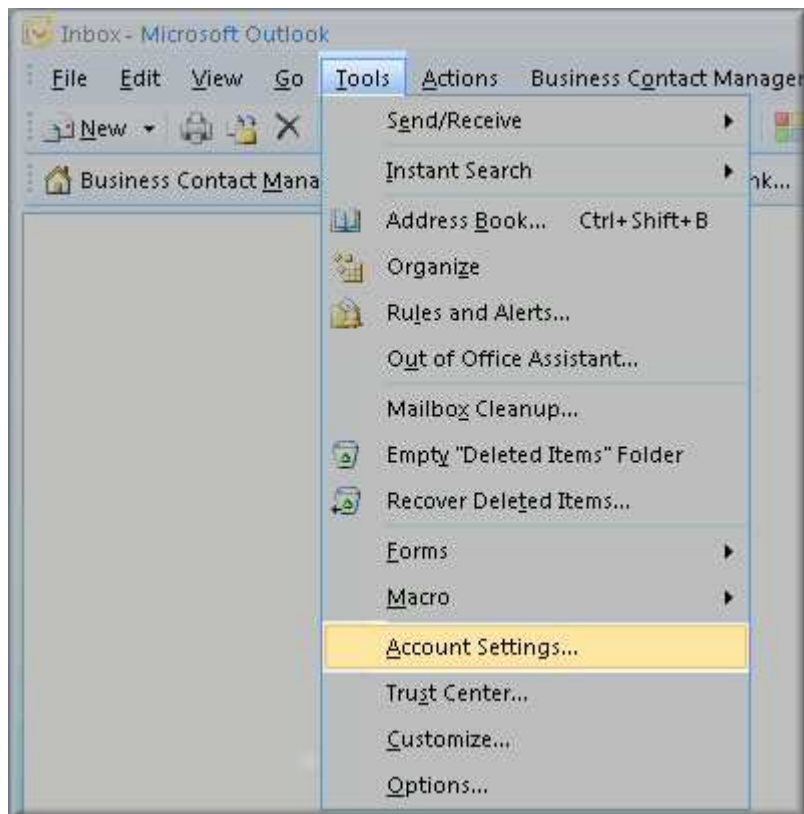 Inbox - Microsoft Outlook
File Edit View Go Tools Actions Business Contact Manager
New
Send/Receive
Instant Search
Business Contact Mana
nk...
Address Book... Ctrl+Shift+B
Organize
Rules and Alerts...
Out of Office Assistant...
Mailbox Cleanup...
Empty "Deleted Items" Folder
Recover Deleted Items...
Forms
Macro
Account Settings...
Trust Center...
Customize...
Options...